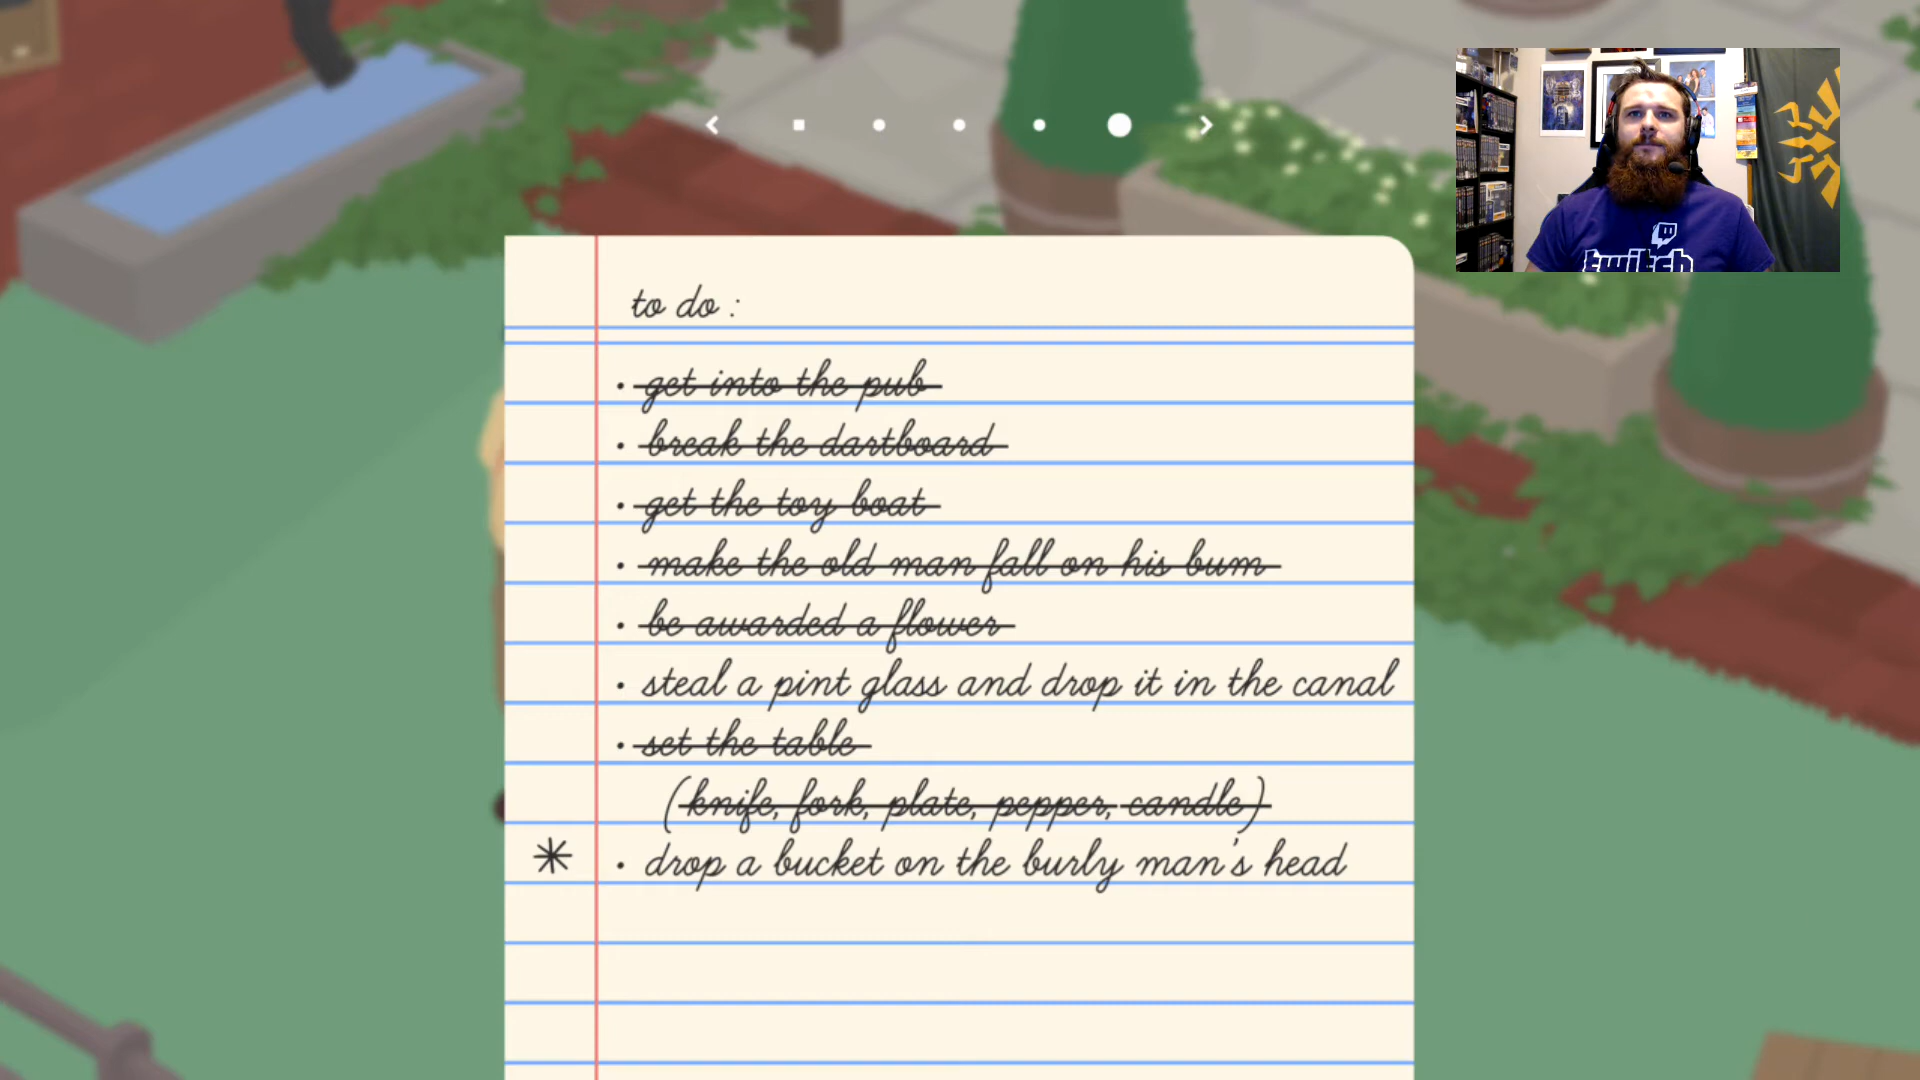 to do :
• get into the pub
• break the dartboard
• get the toy boat
• make the old man fall on his bum
• be awarded a flower
• steal a pint glass and drop it in the canal
• set the table
(knife, fork, plate, pepper, candle)
* • drop a bucket on the burly man's head
twitch